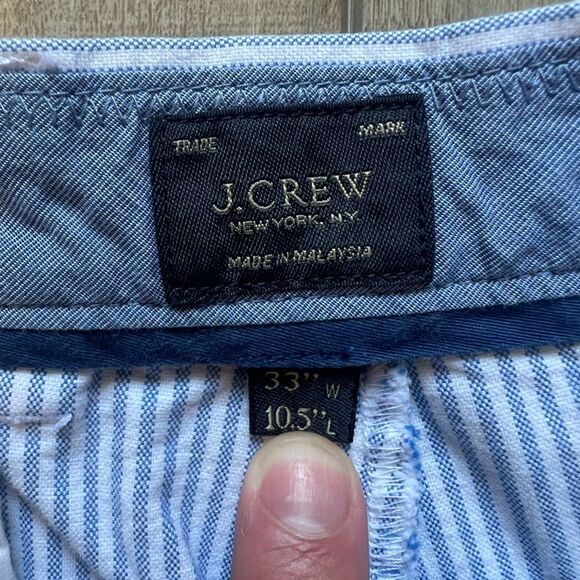 TRADE MARK
J.CREW
NEW YORK, N.Y.
MADE IN MALAYSIA
33" W
10.5" L